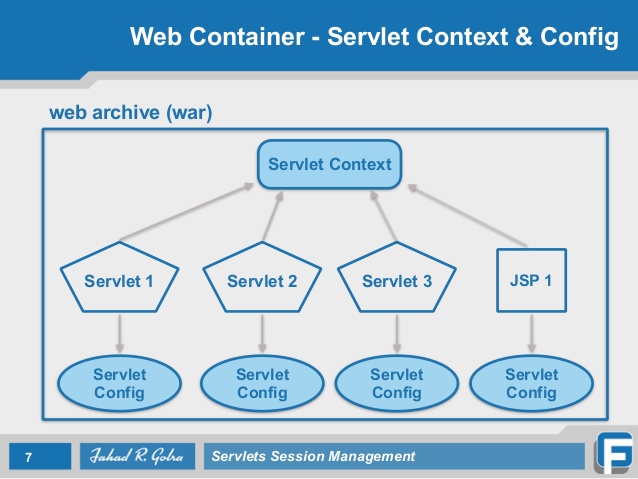 Web Container - Servlet Context & Config
web archive (war)
Servlet Context
Servlet 1
Servlet 2
Servlet 3
JSP 1
Servlet
Config
Servlet
Config
Servlet
Config
Servlet
Config
7
Fahad R. Golra
Servlets Session Management
F